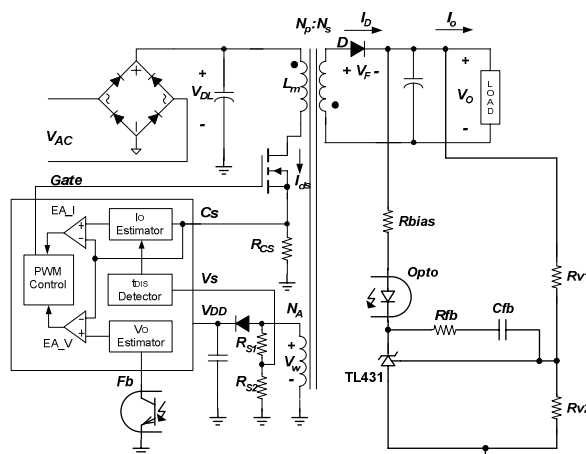 Np:Ns
ID
Io
D
+ VF -
+
VDL
-
Lm
+
VO
-
LOAD
VAC
Gate
Ids
EA_I
IO
Estimator
Cs
RCS
Rbias
PWM
Control
tDIS
Detector
Vs
Opto
Rv1
EA_V
VO
Estimator
VDD
NA
RS1
+
Vw
-
RS2
Rfb
Cfb
TL431
Fb